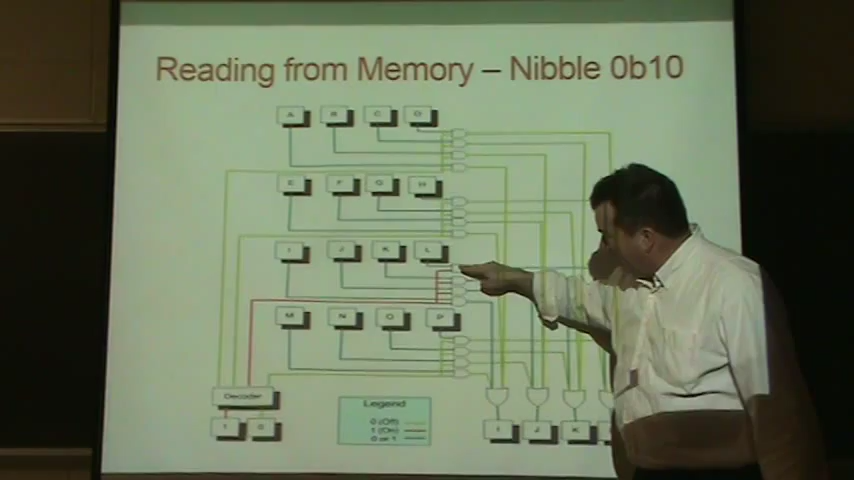 Reading from Memory – Nibble 0b10
A B C D
E F G H
I J K L
M N O P
Decoder
1 0
Legend
0 (Off)
1 (On)
0 or 1
I J K